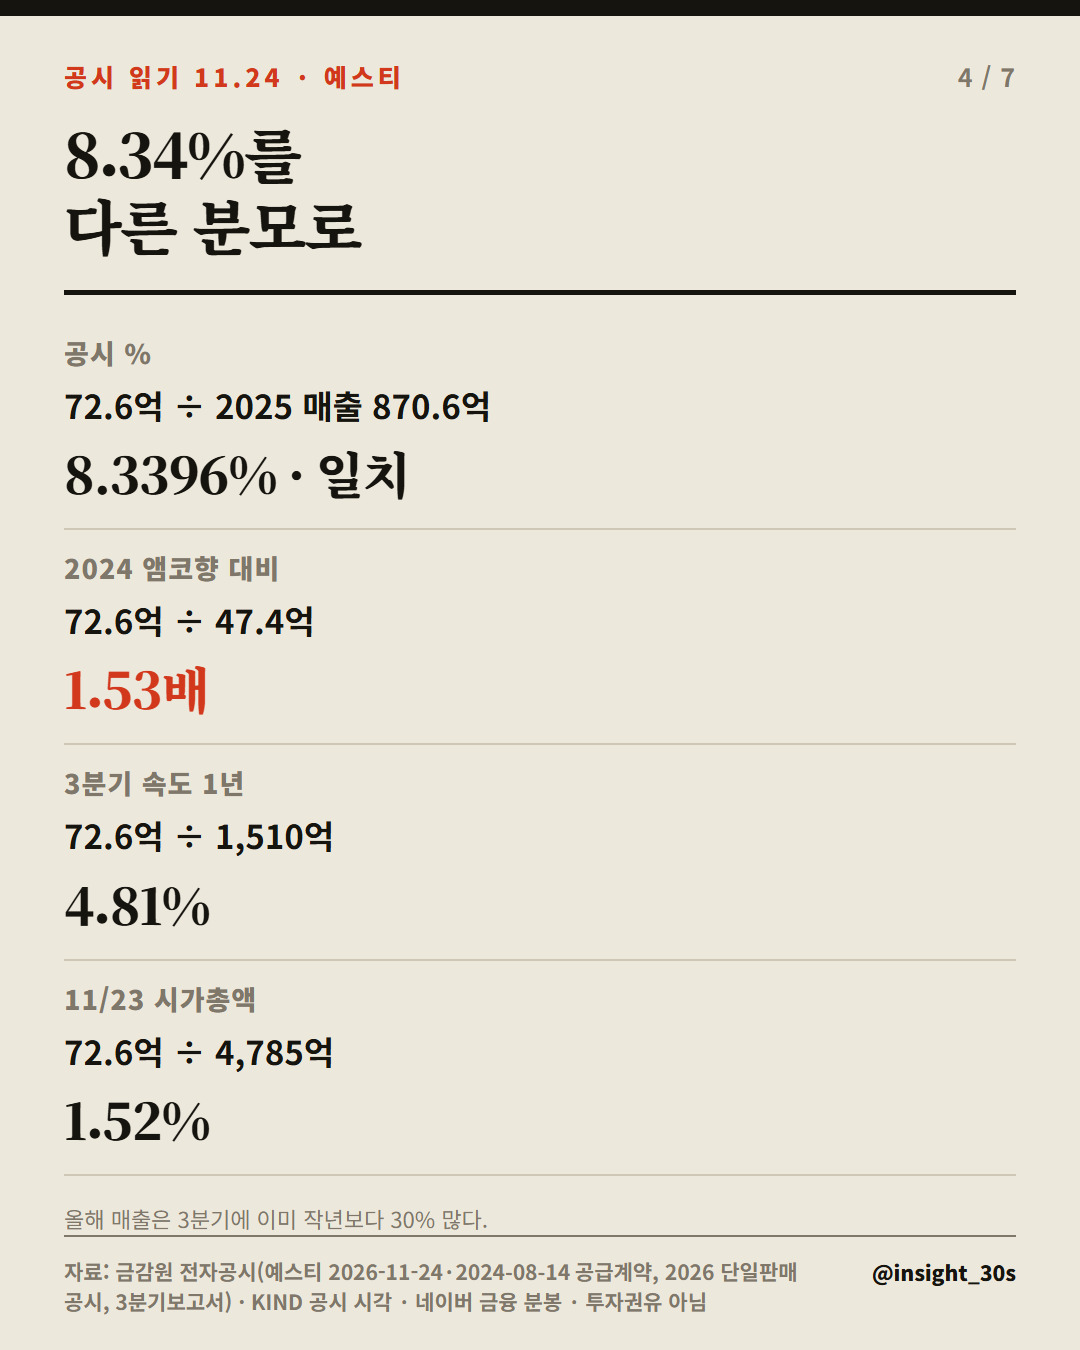 공시 읽기 11.24 · 예스티
4 / 7
8.34%를
다른 분모로
공시 %
72.6억 ÷ 2025 매출 870.6억
8.3396% · 일치
2024 앰코향 대비
72.6억 ÷ 47.4억
1.53배
3분기 속도 1년
72.6억 ÷ 1,510억
4.81%
11/23 시가총액
72.6억 ÷ 4,785억
1.52%
올해 매출은 3분기에 이미 작년보다 30% 많다.
자료: 금감원 전자공시(예스티 2026-11-24·2024-08-14 공급계약, 2026 단일판매
공시, 3분기보고서) · KIND 공시 시각 · 네이버 금융 분봉 · 투자권유 아님
@insight_30s